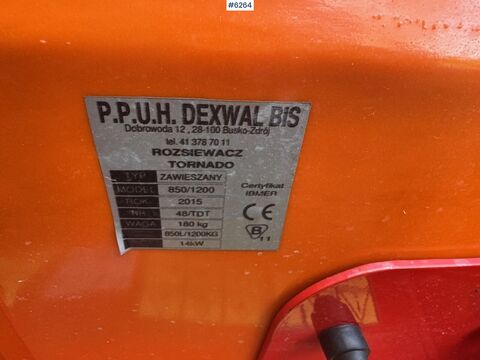 #6264
P.P.U.H. DEXWAL BIS
Dobrowoda 12 , 28-100 Busko-Zdrój
tel. 41 378 70 11
ROZSIEWACZ
TORNADO
TYP ZAWIESZANY
MODEL 850/1200
ROK 2015
NR 48/TDT
WAGA 180 kg
850L/1200KG
14kW
Certyfikat
IBMER
CE
B
11